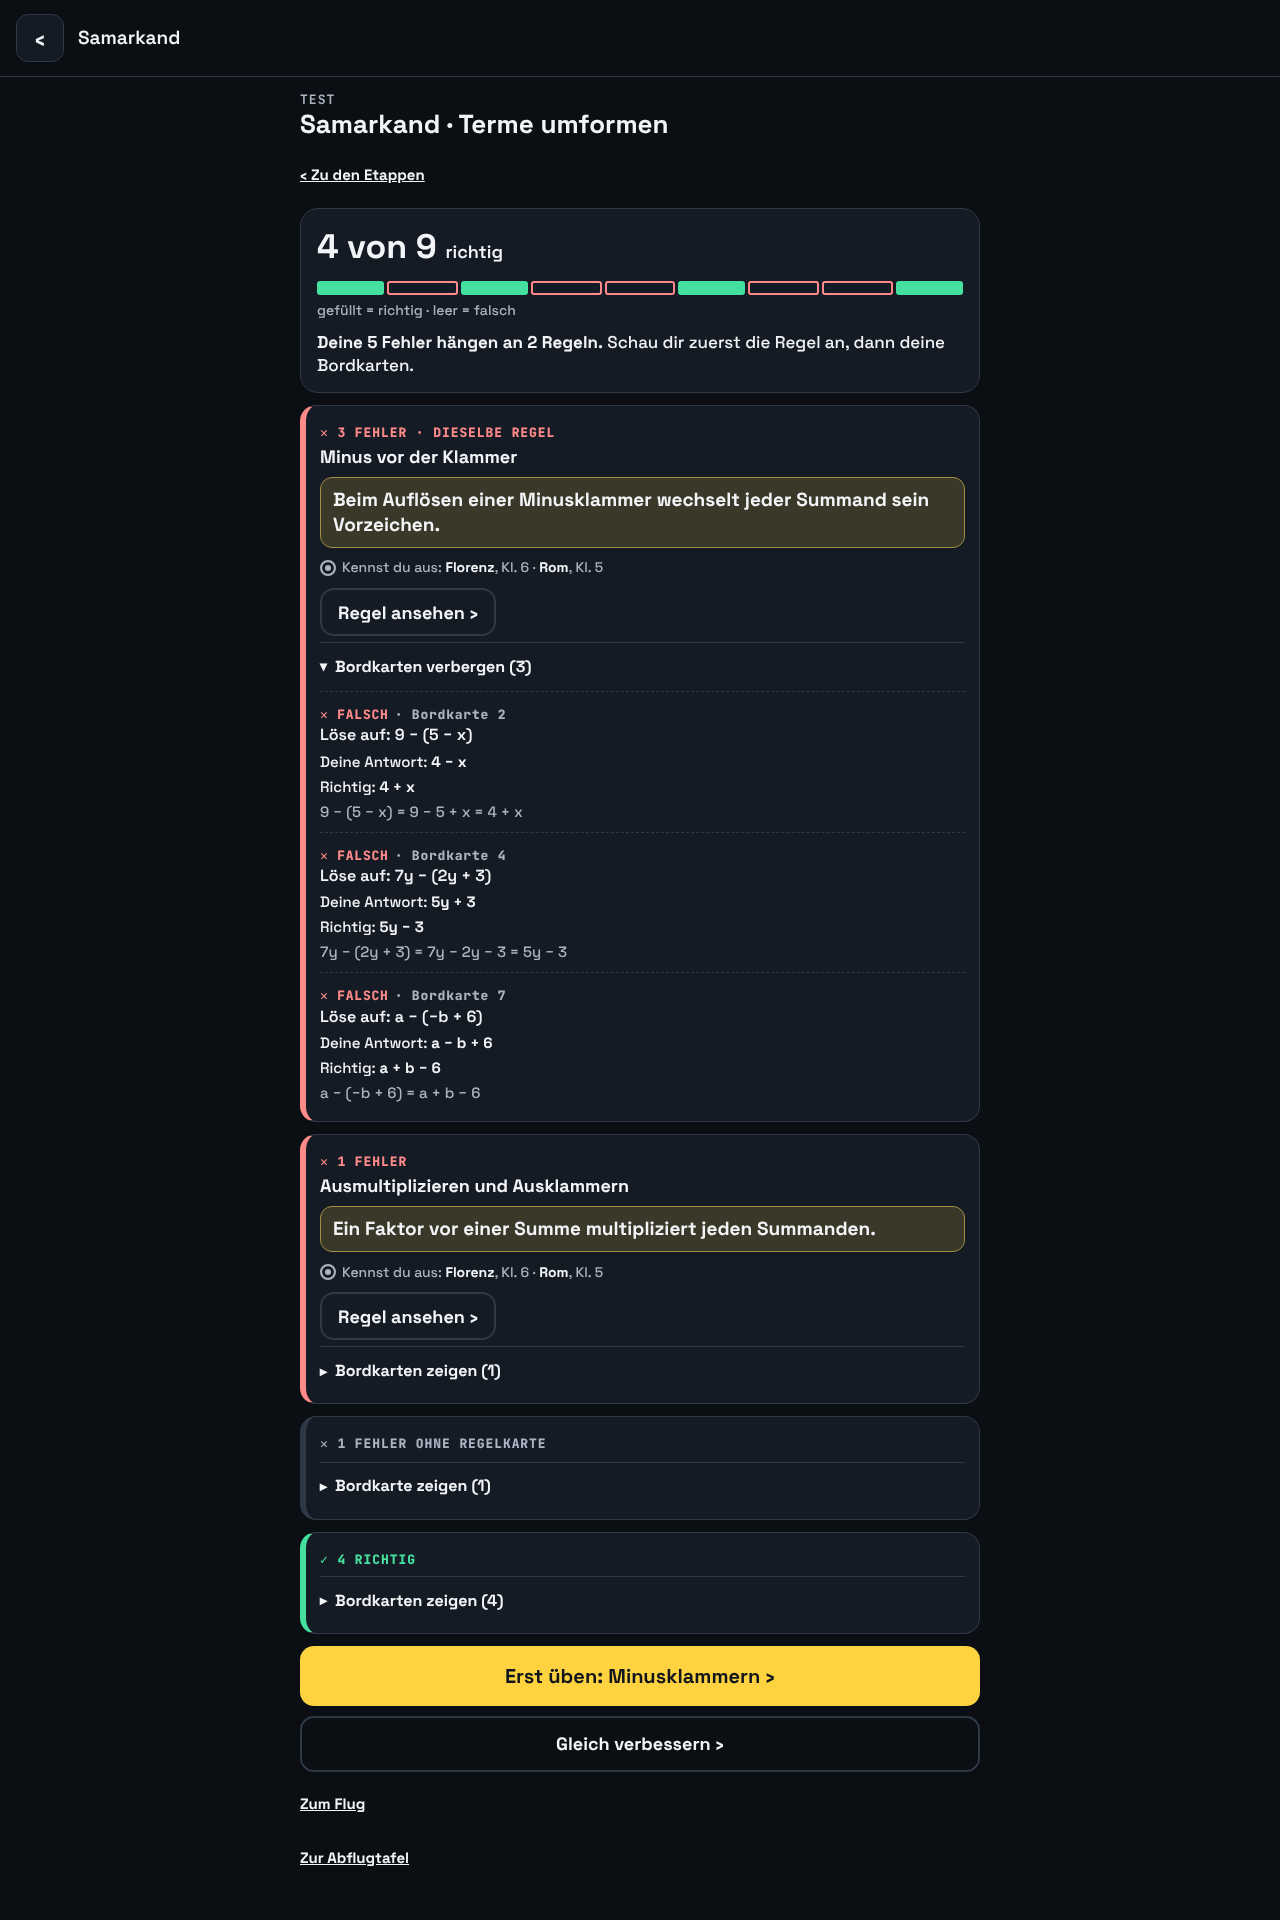 <
Samarkand
TEST
Samarkand · Terme umformen
< Zu den Etappen
4 von 9 richtig
gefüllt = richtig · leer = falsch
Deine 5 Fehler hängen an 2 Regeln. Schau dir zuerst die Regel an, dann deine
Bordkarten.
× 3 FEHLER · DIESELBE REGEL
Minus vor der Klammer
Beim Auflösen einer Minusklammer wechselt jeder Summand sein
Vorzeichen.
Kennst du aus: Florenz, Kl. 6 · Rom, Kl. 5
Regel ansehen >
▾ Bordkarten verbergen (3)
× FALSCH · Bordkarte 2
Löse auf: 9 − (5 − x)
Deine Antwort: 4 − x
Richtig: 4 + x
9 − (5 − x) = 9 − 5 + x = 4 + x
× FALSCH · Bordkarte 4
Löse auf: 7y − (2y + 3)
Deine Antwort: 5y + 3
Richtig: 5y − 3
7y − (2y + 3) = 7y − 2y − 3 = 5y − 3
× FALSCH · Bordkarte 7
Löse auf: a − (−b + 6)
Deine Antwort: a − b + 6
Richtig: a + b − 6
a − (−b + 6) = a + b − 6
× 1 FEHLER
Ausmultiplizieren und Ausklammern
Ein Faktor vor einer Summe multipliziert jeden Summanden.
Kennst du aus: Florenz, Kl. 6 · Rom, Kl. 5
Regel ansehen >
▸ Bordkarten zeigen (1)
× 1 FEHLER OHNE REGELKARTE
▸ Bordkarte zeigen (1)
✓ 4 RICHTIG
▸ Bordkarten zeigen (4)
Erst üben: Minusklammern >
Gleich verbessern >
Zum Flug
Zur Abflugtafel